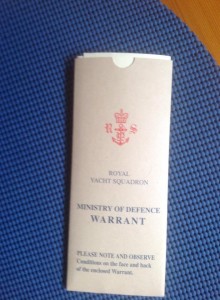 R S
ROYAL
YACHT SQUADRON
MINISTRY OF DEFENCE
WARRANT
PLEASE NOTE AND OBSERVE
Conditions on the face and back
of the enclosed Warrant.